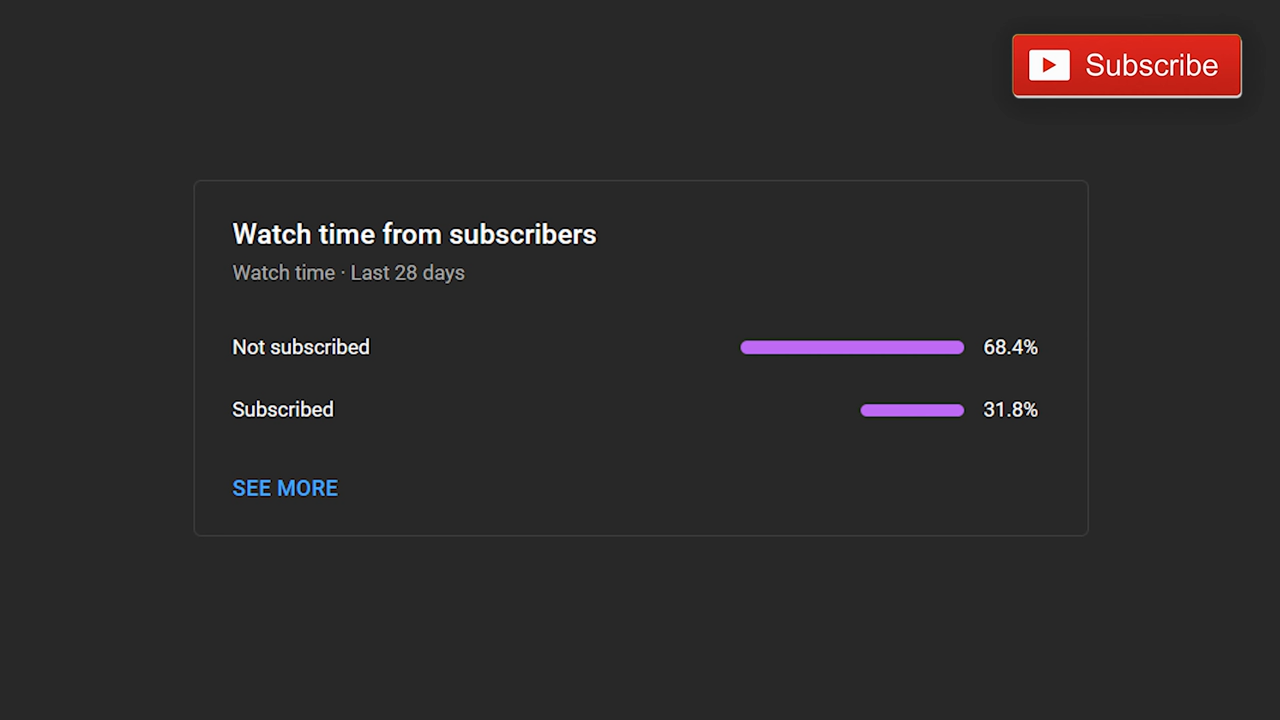 Subscribe
Watch time from subscribers
Watch time · Last 28 days
Not subscribed 68.4%
Subscribed 31.8%
SEE MORE